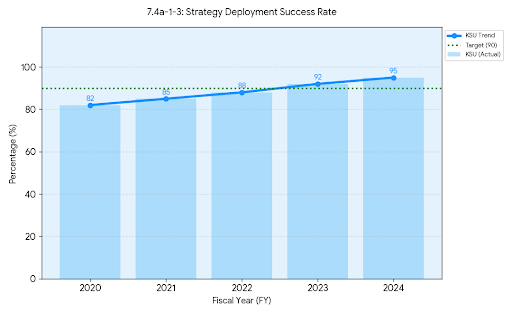 7.4a-1-3: Strategy Deployment Success Rate
KSU Trend
Target (90)
KSU (Actual)
Percentage (%)
100
80
60
40
20
0
82
85
88
92
95
2020 2021 2022 2023 2024
Fiscal Year (FY)